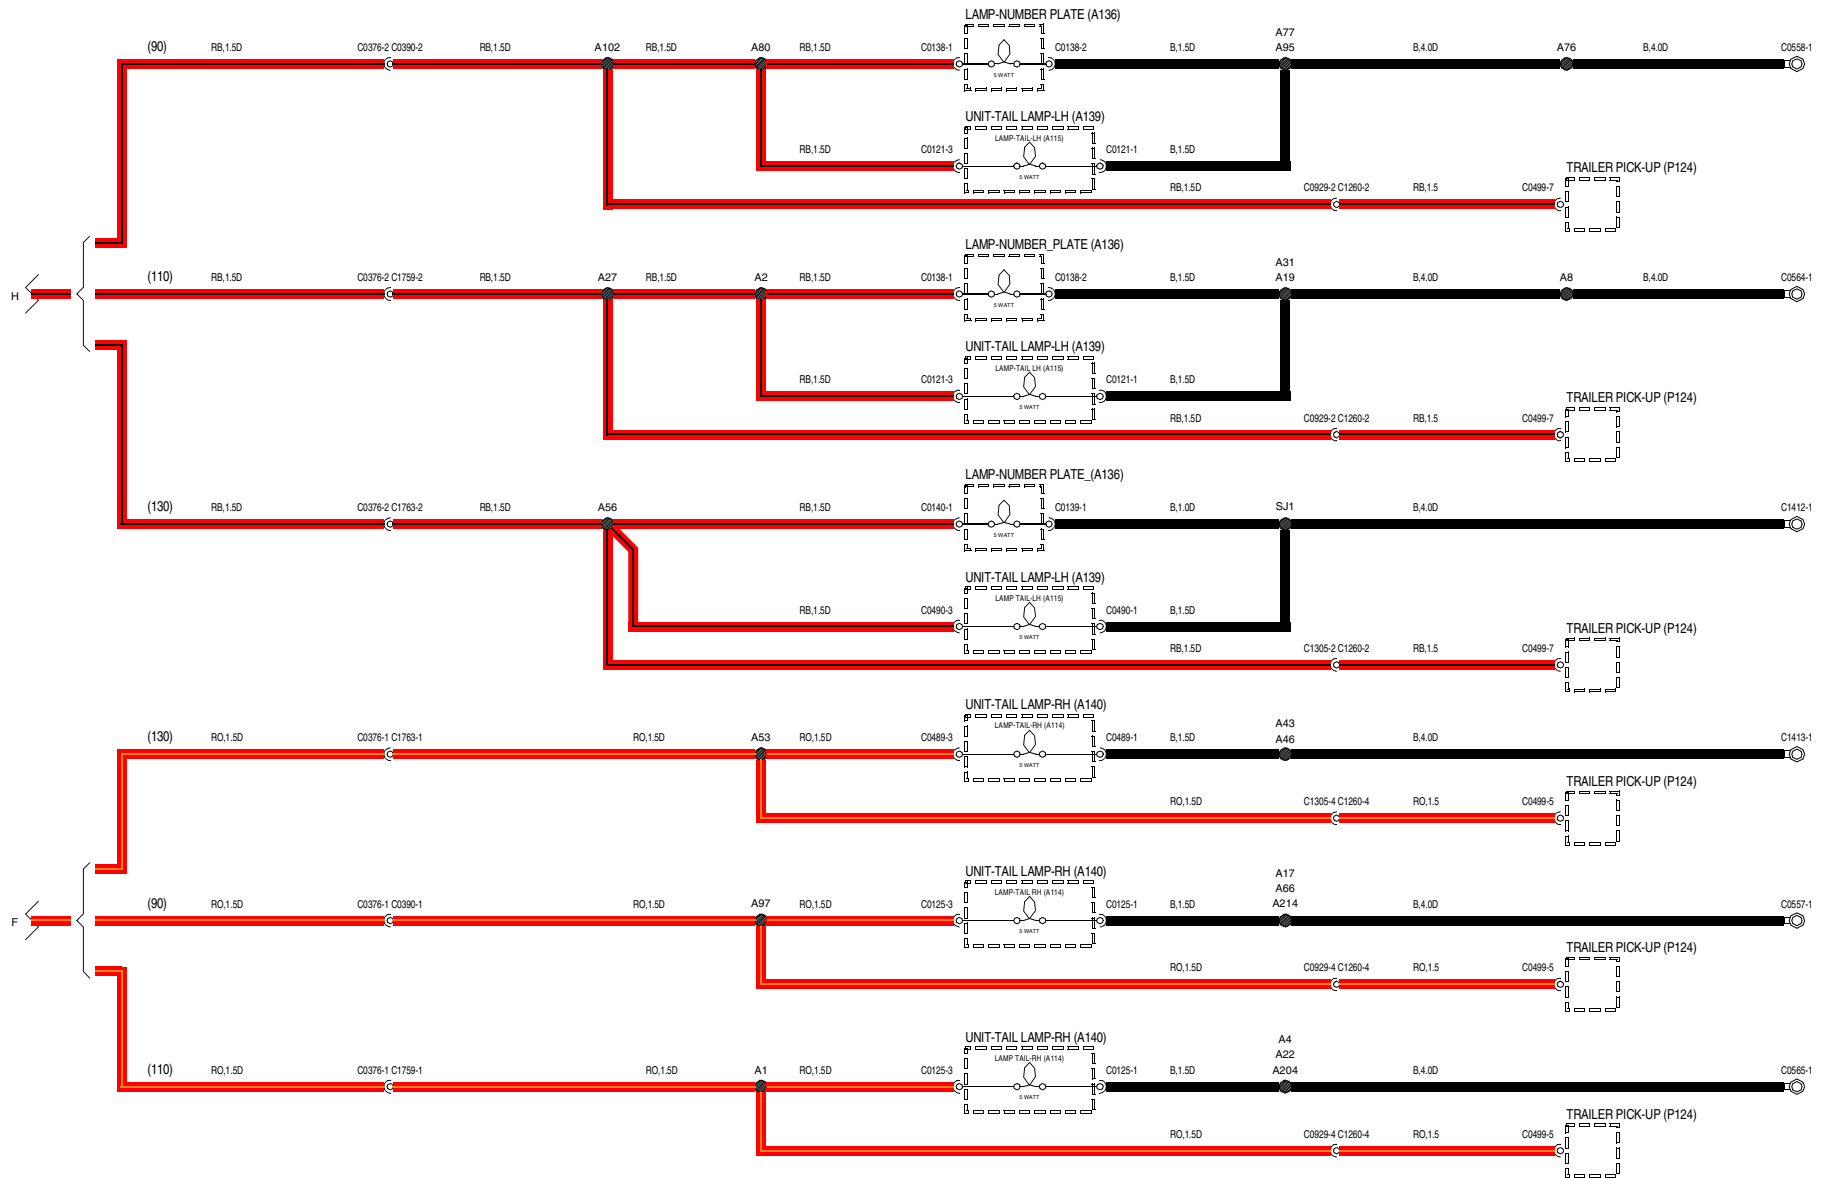 LAMP-NUMBER PLATE (A136)
A77
(90) RB,1.5D C0376-2 C0390-2 RB,1.5D A102 RB,1.5D A80 RB,1.5D C0138-1 C0138-2 B,1.5D A95 B,4.0D A76 B,4.0D C0558-1
5 WATT
UNIT-TAIL LAMP-LH (A139)
LAMP-TAIL-LH (A115)
RB,1.5D C0121-3 C0121-1 B,1.5D
5 WATT
TRAILER PICK-UP (P124)
RB,1.5D C0929-2 C1260-2 RB,1.5 C0499-7
LAMP-NUMBER_PLATE (A136)
A31
(110) RB,1.5D C0376-2 C1759-2 RB,1.5D A27 RB,1.5D A2 RB,1.5D C0138-1 C0138-2 B,1.5D A19 B,4.0D A8 B,4.0D C0564-1
H
5 WATT
UNIT-TAIL LAMP-LH (A139)
LAMP-TAIL LH (A115)
RB,1.5D C0121-3 C0121-1 B,1.5D
5 WATT
TRAILER PICK-UP (P124)
RB,1.5D C0929-2 C1260-2 RB,1.5 C0499-7
LAMP-NUMBER PLATE_(A136)
(130) RB,1.5D C0376-2 C1763-2 RB,1.5D A56 RB,1.5D C0140-1 C0139-1 B,1.0D SJ1 B,4.0D C1412-1
5 WATT
UNIT-TAIL LAMP-LH (A139)
LAMP TAIL-LH (A115)
RB,1.5D C0490-3 C0490-1 B,1.5D
5 WATT
TRAILER PICK-UP (P124)
RB,1.5D C1305-2 C1260-2 RB,1.5 C0499-7
UNIT-TAIL LAMP-RH (A140)
LAMP-TAIL-RH (A114)
A43
(130) RO,1.5D C0376-1 C1763-1 RO,1.5D A53 RO,1.5D C0489-3 C0489-1 B,1.5D A46 B,4.0D C1413-1
5 WATT
TRAILER PICK-UP (P124)
RO,1.5D C1305-4 C1260-4 RO,1.5 C0499-5
UNIT-TAIL LAMP-RH (A140)
A17
LAMP-TAIL RH (A114)
A66
(90) RO,1.5D C0376-1 C0390-1 RO,1.5D A97 RO,1.5D C0125-3 C0125-1 B,1.5D A214 B,4.0D C0557-1
F
5 WATT
TRAILER PICK-UP (P124)
RO,1.5D C0929-4 C1260-4 RO,1.5 C0499-5
UNIT-TAIL LAMP-RH (A140)
A4
LAMP TAIL-RH (A114)
A22
(110) RO,1.5D C0376-1 C1759-1 RO,1.5D A1 RO,1.5D C0125-3 C0125-1 B,1.5D A204 B,4.0D C0565-1
5 WATT
TRAILER PICK-UP (P124)
RO,1.5D C0929-4 C1260-4 RO,1.5 C0499-5